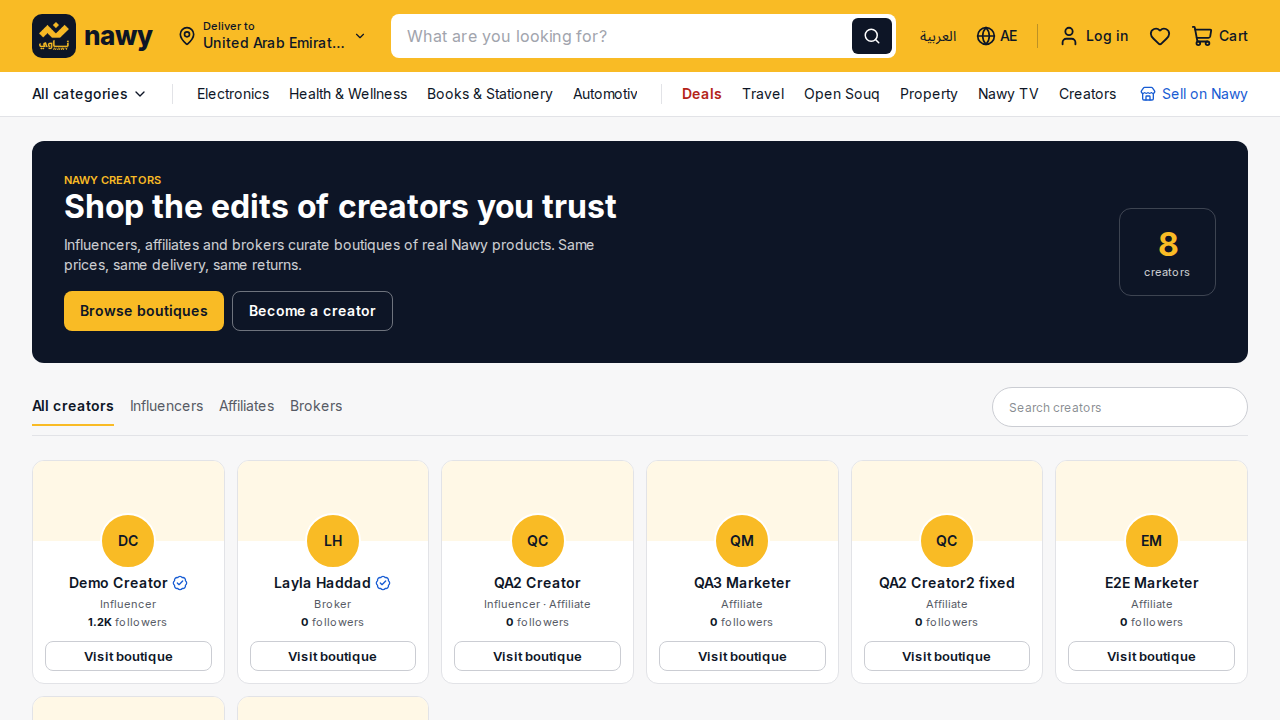 ناوي
NAWY
nawy
Deliver to
United Arab Emirat...
What are you looking for?
العربية
AE
Log in
Cart
All categories
Electronics
Health & Wellness
Books & Stationery
Automotiv
Deals
Travel
Open Souq
Property
Nawy TV
Creators
Sell on Nawy
NAWY CREATORS
Shop the edits of creators you trust
Influencers, affiliates and brokers curate boutiques of real Nawy products. Same
prices, same delivery, same returns.
Browse boutiques
Become a creator
8
creators
All creators
Influencers
Affiliates
Brokers
Search creators
DC
Demo Creator
Influencer
1.2K followers
Visit boutique
LH
Layla Haddad
Broker
0 followers
Visit boutique
QC
QA2 Creator
Influencer · Affiliate
0 followers
Visit boutique
QM
QA3 Marketer
Affiliate
0 followers
Visit boutique
QC
QA2 Creator2 fixed
Affiliate
0 followers
Visit boutique
EM
E2E Marketer
Affiliate
0 followers
Visit boutique